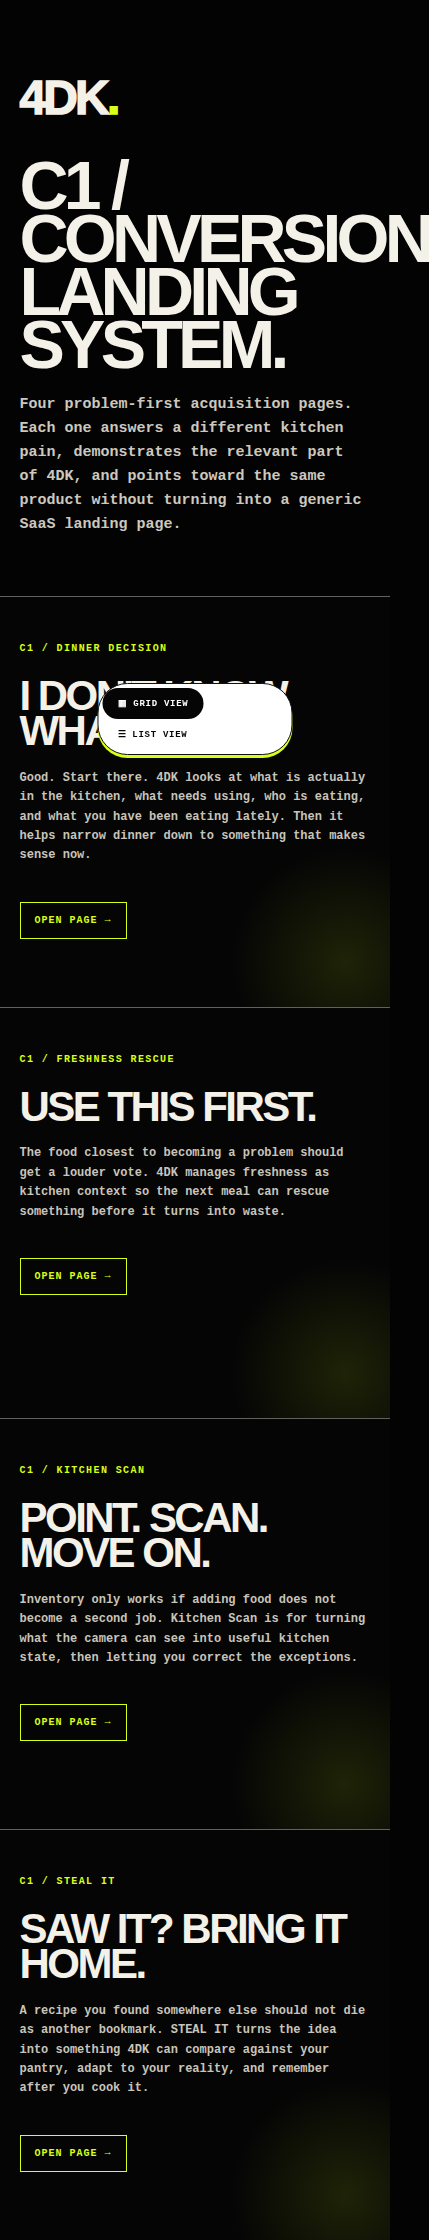 4DK.
C1 /
CONVERSION
LANDING
SYSTEM.
Four problem-first acquisition pages.
Each one answers a different kitchen
pain, demonstrates the relevant part
of 4DK, and points toward the same
product without turning into a generic
SaaS landing page.
C1 / DINNER DECISION
I DON'T KNOW
▦ GRID VIEW
☰ LIST VIEW
Good. Start there. 4DK looks at what is actually
in the kitchen, what needs using, who is eating,
and what you have been eating lately. Then it
helps narrow dinner down to something that makes
sense now.
OPEN PAGE →
C1 / FRESHNESS RESCUE
USE THIS FIRST.
The food closest to becoming a problem should
get a louder vote. 4DK manages freshness as
kitchen context so the next meal can rescue
something before it turns into waste.
OPEN PAGE →
C1 / KITCHEN SCAN
POINT. SCAN.
MOVE ON.
Inventory only works if adding food does not
become a second job. Kitchen Scan is for turning
what the camera can see into useful kitchen
state, then letting you correct the exceptions.
OPEN PAGE →
C1 / STEAL IT
SAW IT? BRING IT
HOME.
A recipe you found somewhere else should not die
as another bookmark. STEAL IT turns the idea
into something 4DK can compare against your
pantry, adapt to your reality, and remember
after you cook it.
OPEN PAGE →